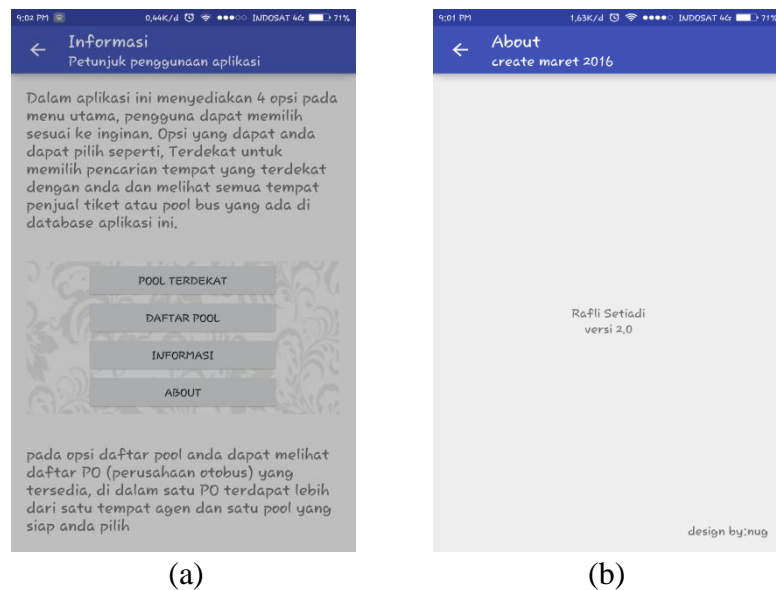 9:02 PM 0,44K/d INDOSAT 4G 71%
Informasi
Petunjuk penggunaan aplikasi
Dalam aplikasi ini menyediakan 4 opsi pada
menu utama, pengguna dapat memilih
sesuai ke inginan. Opsi yang dapat anda
dapat pilih seperti, Terdekat untuk
memilih pencarian tempat yang terdekat
dengan anda dan melihat semua tempat
penjual tiket atau pool bus yang ada di
database aplikasi ini.
POOL TERDEKAT
DAFTAR POOL
INFORMASI
ABOUT
pada opsi daftar pool anda dapat melihat
daftar PO (perusahaan otobus) yang
tersedia, di dalam satu PO terdapat lebih
dari satu tempat agen dan satu pool yang
siap anda pilih
(a)
9:01 PM 1,63K/d INDOSAT 4G 71%
About
create maret 2016
Rafli Setiadi
versi 2.0
design by:nug
(b)